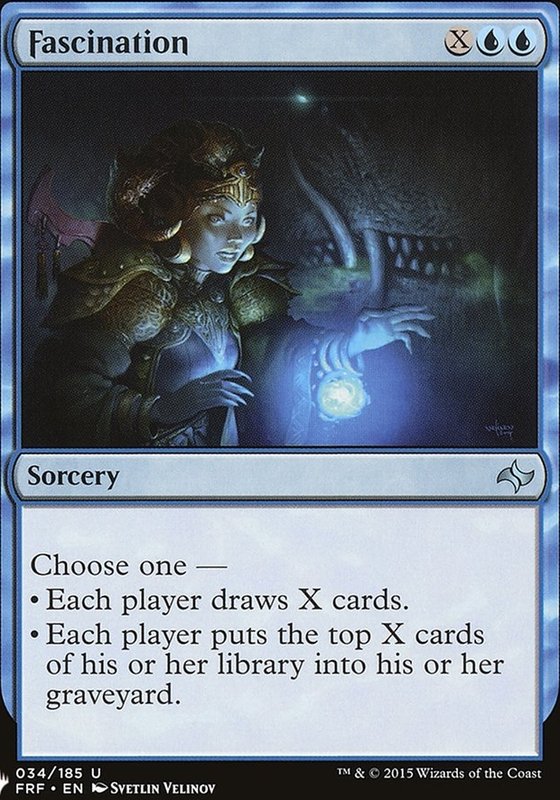 Fascination X
Sorcery
Choose one —
• Each player draws X cards.
• Each player puts the top X cards
of his or her library into his or her
graveyard.
034/185 U
FRF • EN Svetlin Velinov
™ & © 2015 Wizards of the Coast